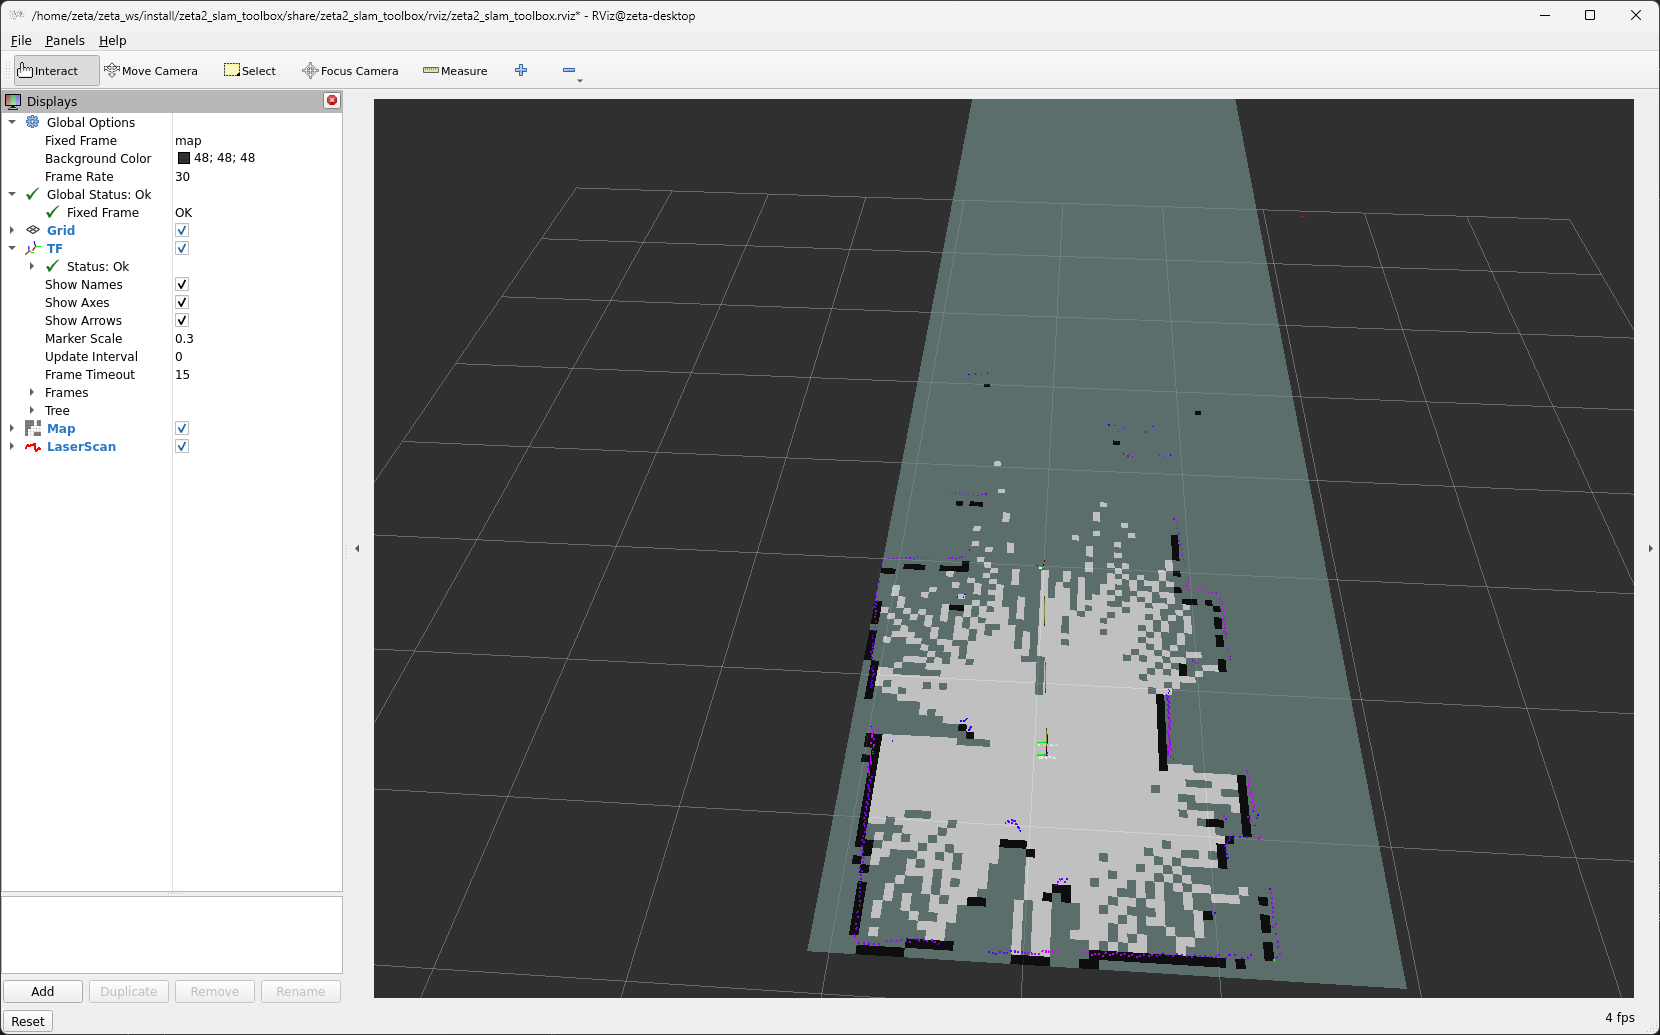 /home/zeta/zeta_ws/install/zeta2_slam_toolbox/share/zeta2_slam_toolbox/rviz/zeta2_slam_toolbox.rviz* - RViz@zeta-desktop
File Panels Help
Interact Move Camera Select Focus Camera Measure
Displays
Global Options
Fixed Frame map
Background Color 48; 48; 48
Frame Rate 30
Global Status: Ok
Fixed Frame OK
Grid
TF
Status: Ok
Show Names
Show Axes
Show Arrows
Marker Scale 0.3
Update Interval 0
Frame Timeout 15
Frames
Tree
Map
LaserScan
Add Duplicate Remove Rename
Reset
4 fps